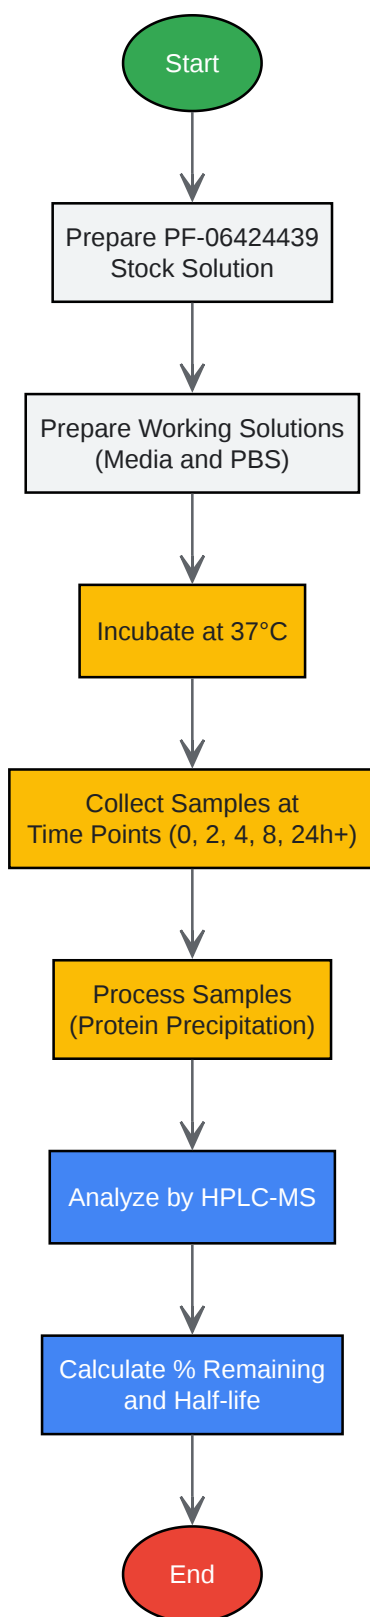 Start
Prepare PF-06424439
Stock Solution
Prepare Working Solutions
(Media and PBS)
Incubate at 37°C
Collect Samples at
Time Points (0, 2, 4, 8, 24h+)
Process Samples
(Protein Precipitation)
Analyze by HPLC-MS
Calculate % Remaining
and Half-life
End